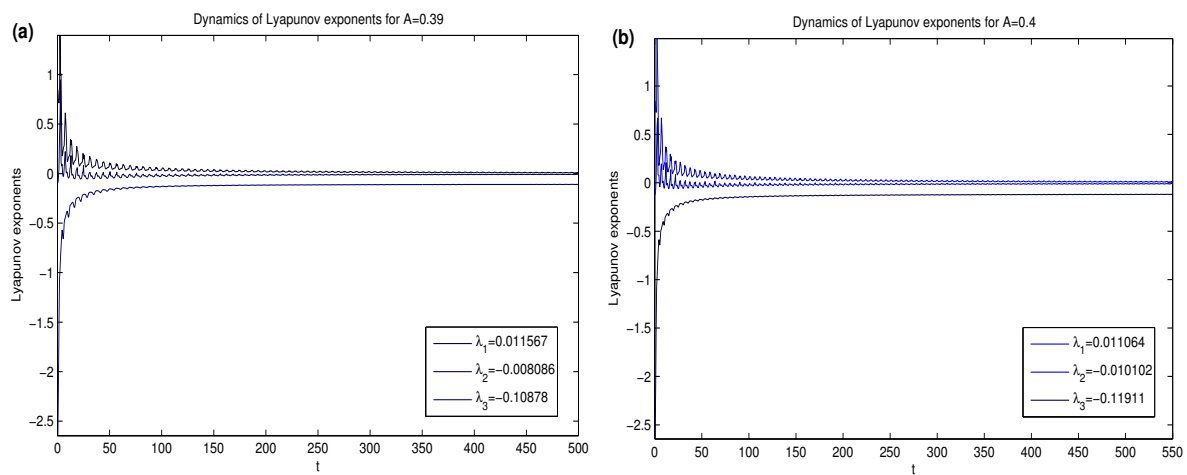 (a)
Dynamics of Lyapunov exponents for A=0.39
Lyapunov exponents
1
0.5
0
−0.5
−1
−1.5
−2
−2.5
λ1=0.011567
λ2=−0.008086
λ3=−0.10878
0 50 100 150 200 250 300 350 400 450 500
t
(b)
Dynamics of Lyapunov exponents for A=0.4
Lyapunov exponents
1
0.5
0
−0.5
−1
−1.5
−2
−2.5
λ1=0.011064
λ2=−0.010102
λ3=−0.11911
0 50 100 150 200 250 300 350 400 450 500 550
t